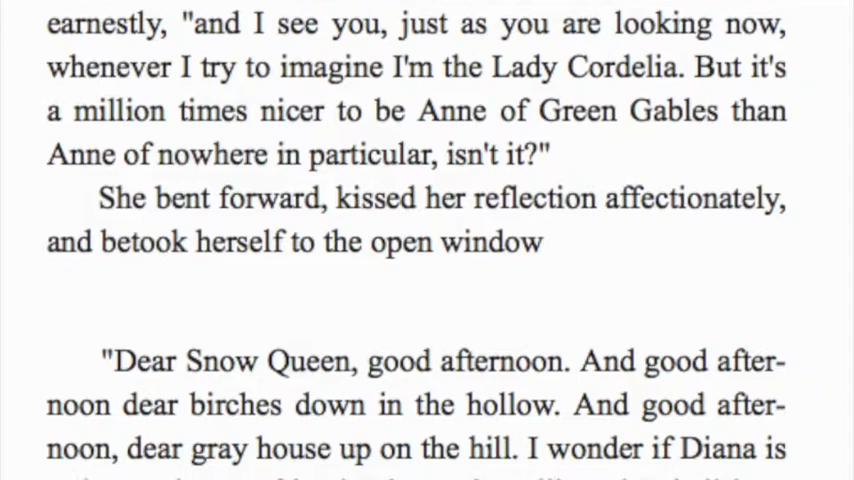 earnestly, "and I see you, just as you are looking now,
whenever I try to imagine I'm the Lady Cordelia. But it's
a million times nicer to be Anne of Green Gables than
Anne of nowhere in particular, isn't it?"
She bent forward, kissed her reflection affectionately,
and betook herself to the open window
"Dear Snow Queen, good afternoon. And good after-
noon dear birches down in the hollow. And good after-
noon, dear gray house up on the hill. I wonder if Diana is